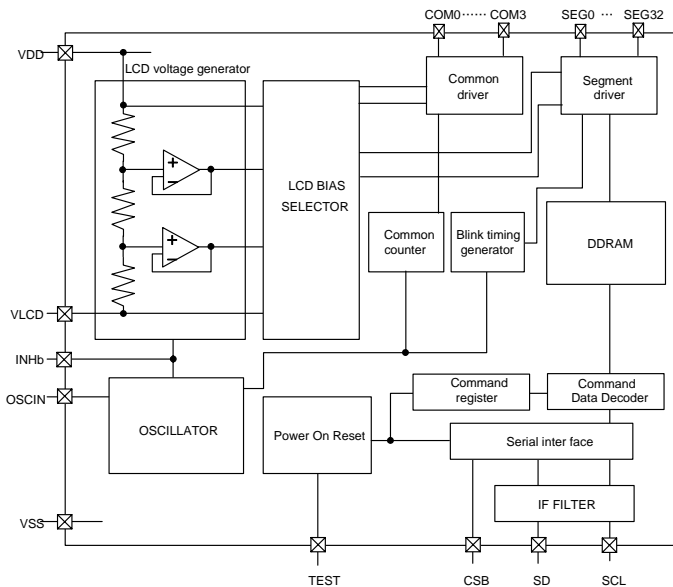 COM0 ······ COM3
SEG0 ··· SEG32
VDD
LCD voltage generator
Common
driver
Segment
driver
+
−
LCD BIAS
SELECTOR
Common
counter
Blink timing
generator
DDRAM
+
−
VLCD
INHb
OSCIN
OSCILLATOR
Command
register
Command
Data Decoder
Power On Reset
Serial inter face
IF FILTER
VSS
TEST
CSB
SD
SCL